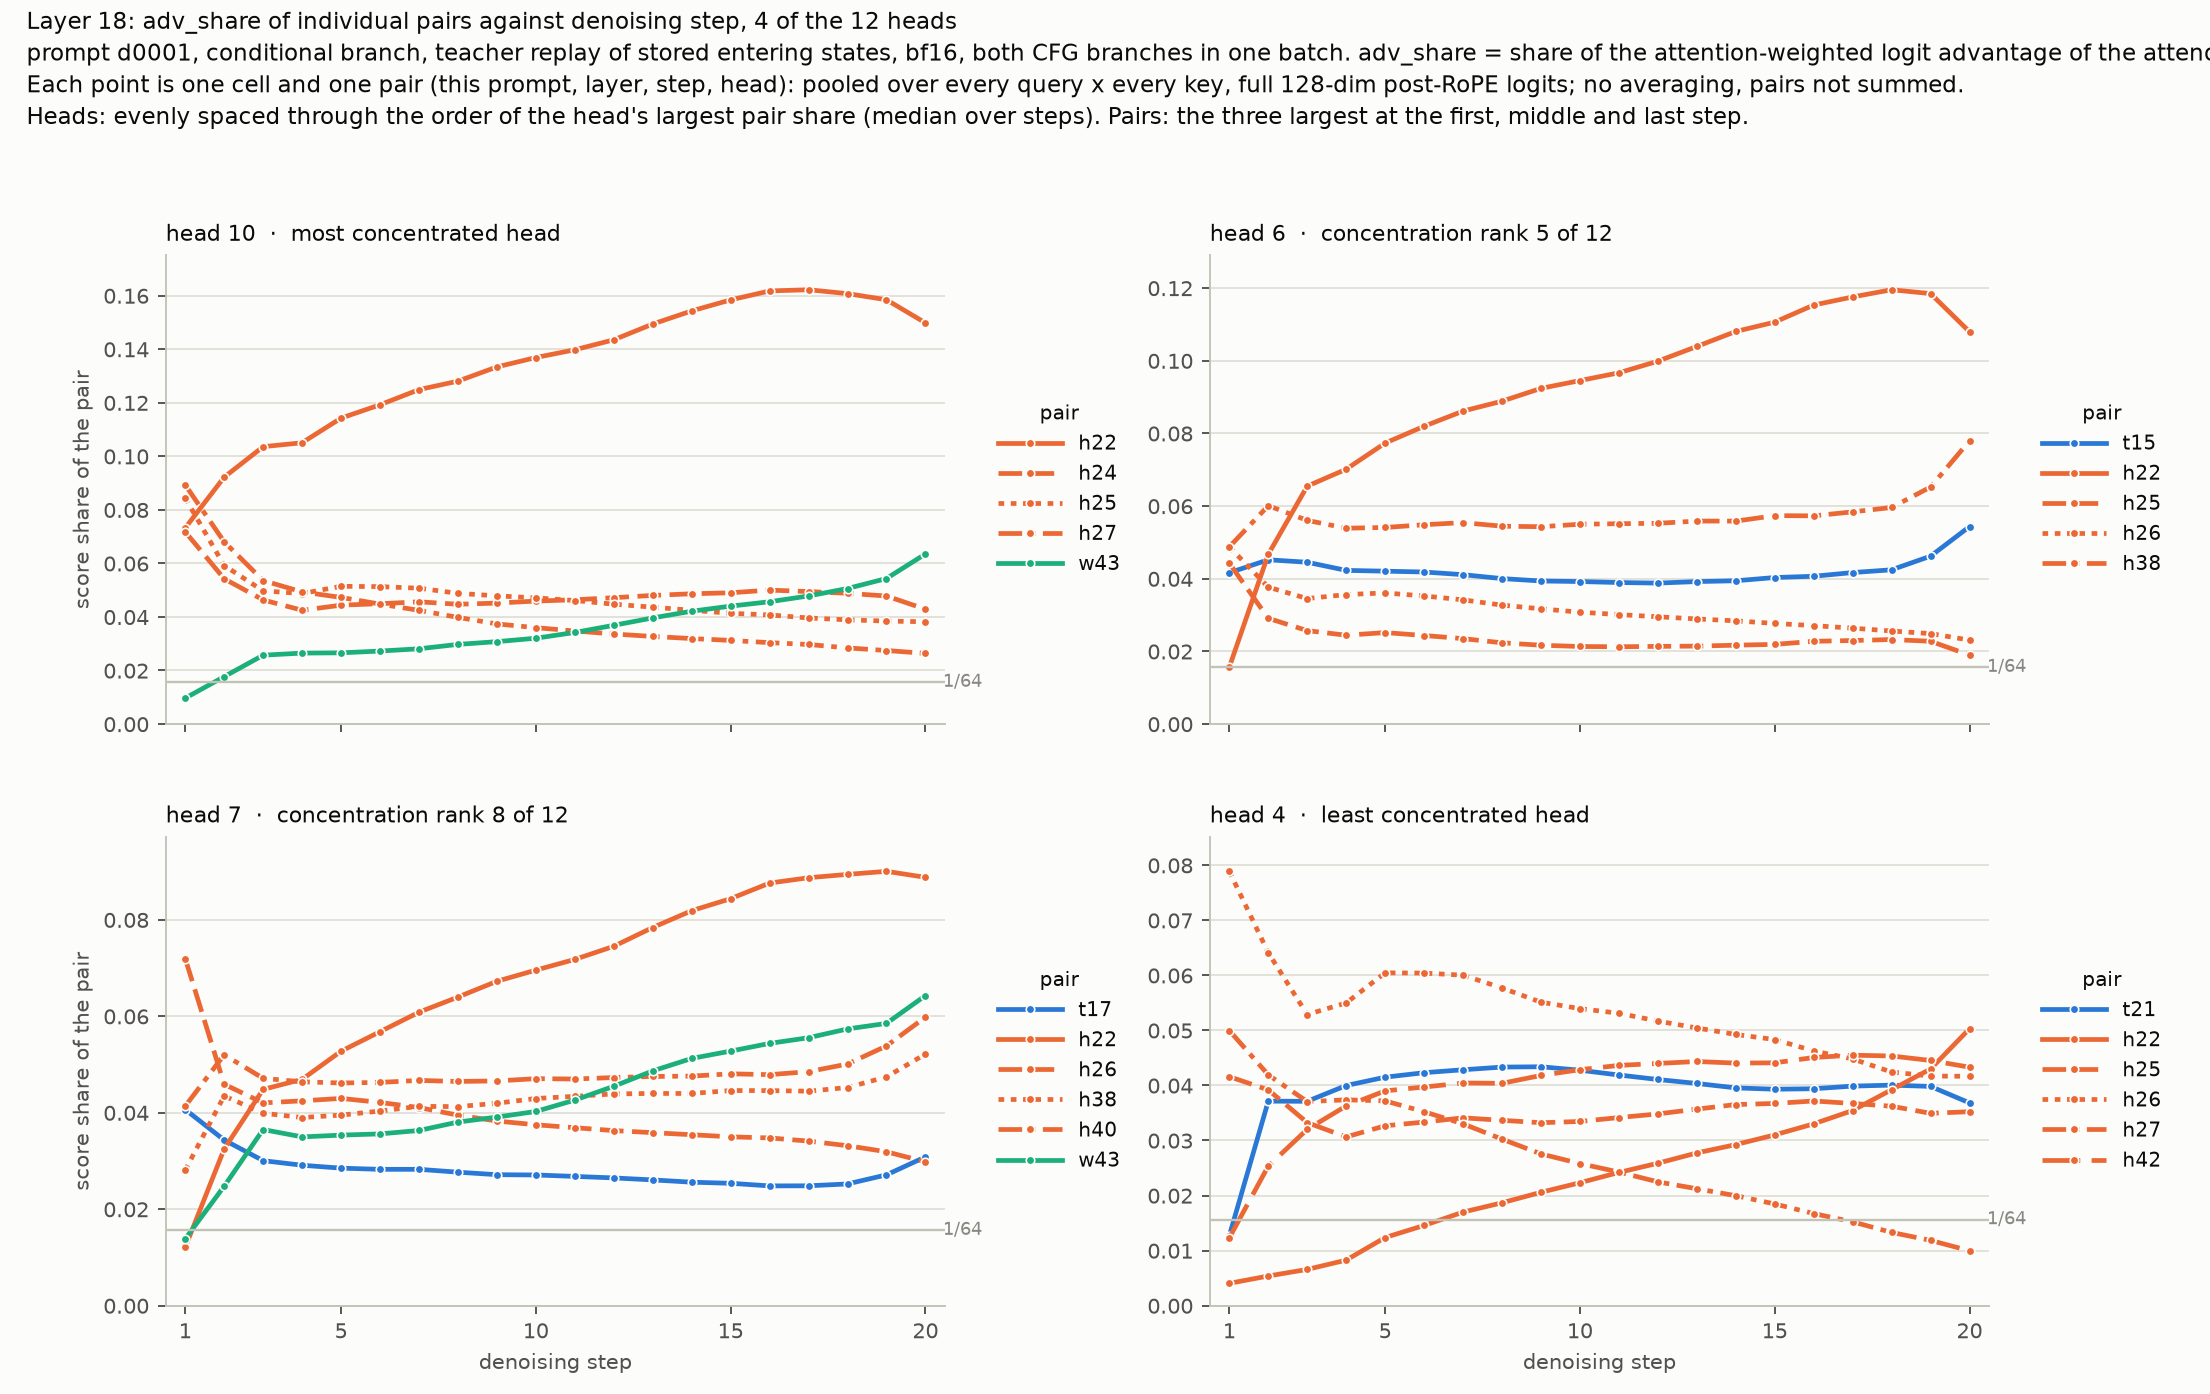 Layer 18: adv_share of individual pairs against denoising step, 4 of the 12 heads
prompt d0001, conditional branch, teacher replay of stored entering states, bf16, both CFG branches in one batch. adv_share = share of the attention-weighted logit advantage of the
Each point is one cell and one pair (this prompt, layer, step, head): pooled over every query x every key, full 128-dim post-RoPE logits; no averaging, pairs not summed.
Heads: evenly spaced through the order of the head's largest pair share (median over steps). Pairs: the three largest at the first, middle and last step.
head 10 · most concentrated head
score share of the pair
0.16
0.14
0.12
0.10
0.08
0.06
0.04
0.02
0.00
1/64
pair
h22
h24
h25
h27
w43
head 6 · concentration rank 5 of 12
0.12
0.10
0.08
0.06
0.04
0.02
0.00
1/64
pair
t15
h22
h25
h26
h38
head 7 · concentration rank 8 of 12
score share of the pair
0.08
0.06
0.04
0.02
0.00
1/64
1
5
10
15
20
denoising step
pair
t17
h22
h26
h38
h40
w43
head 4 · least concentrated head
0.08
0.07
0.06
0.05
0.04
0.03
0.02
0.01
0.00
1/64
1
5
10
15
20
denoising step
pair
t21
h22
h25
h26
h27
h42